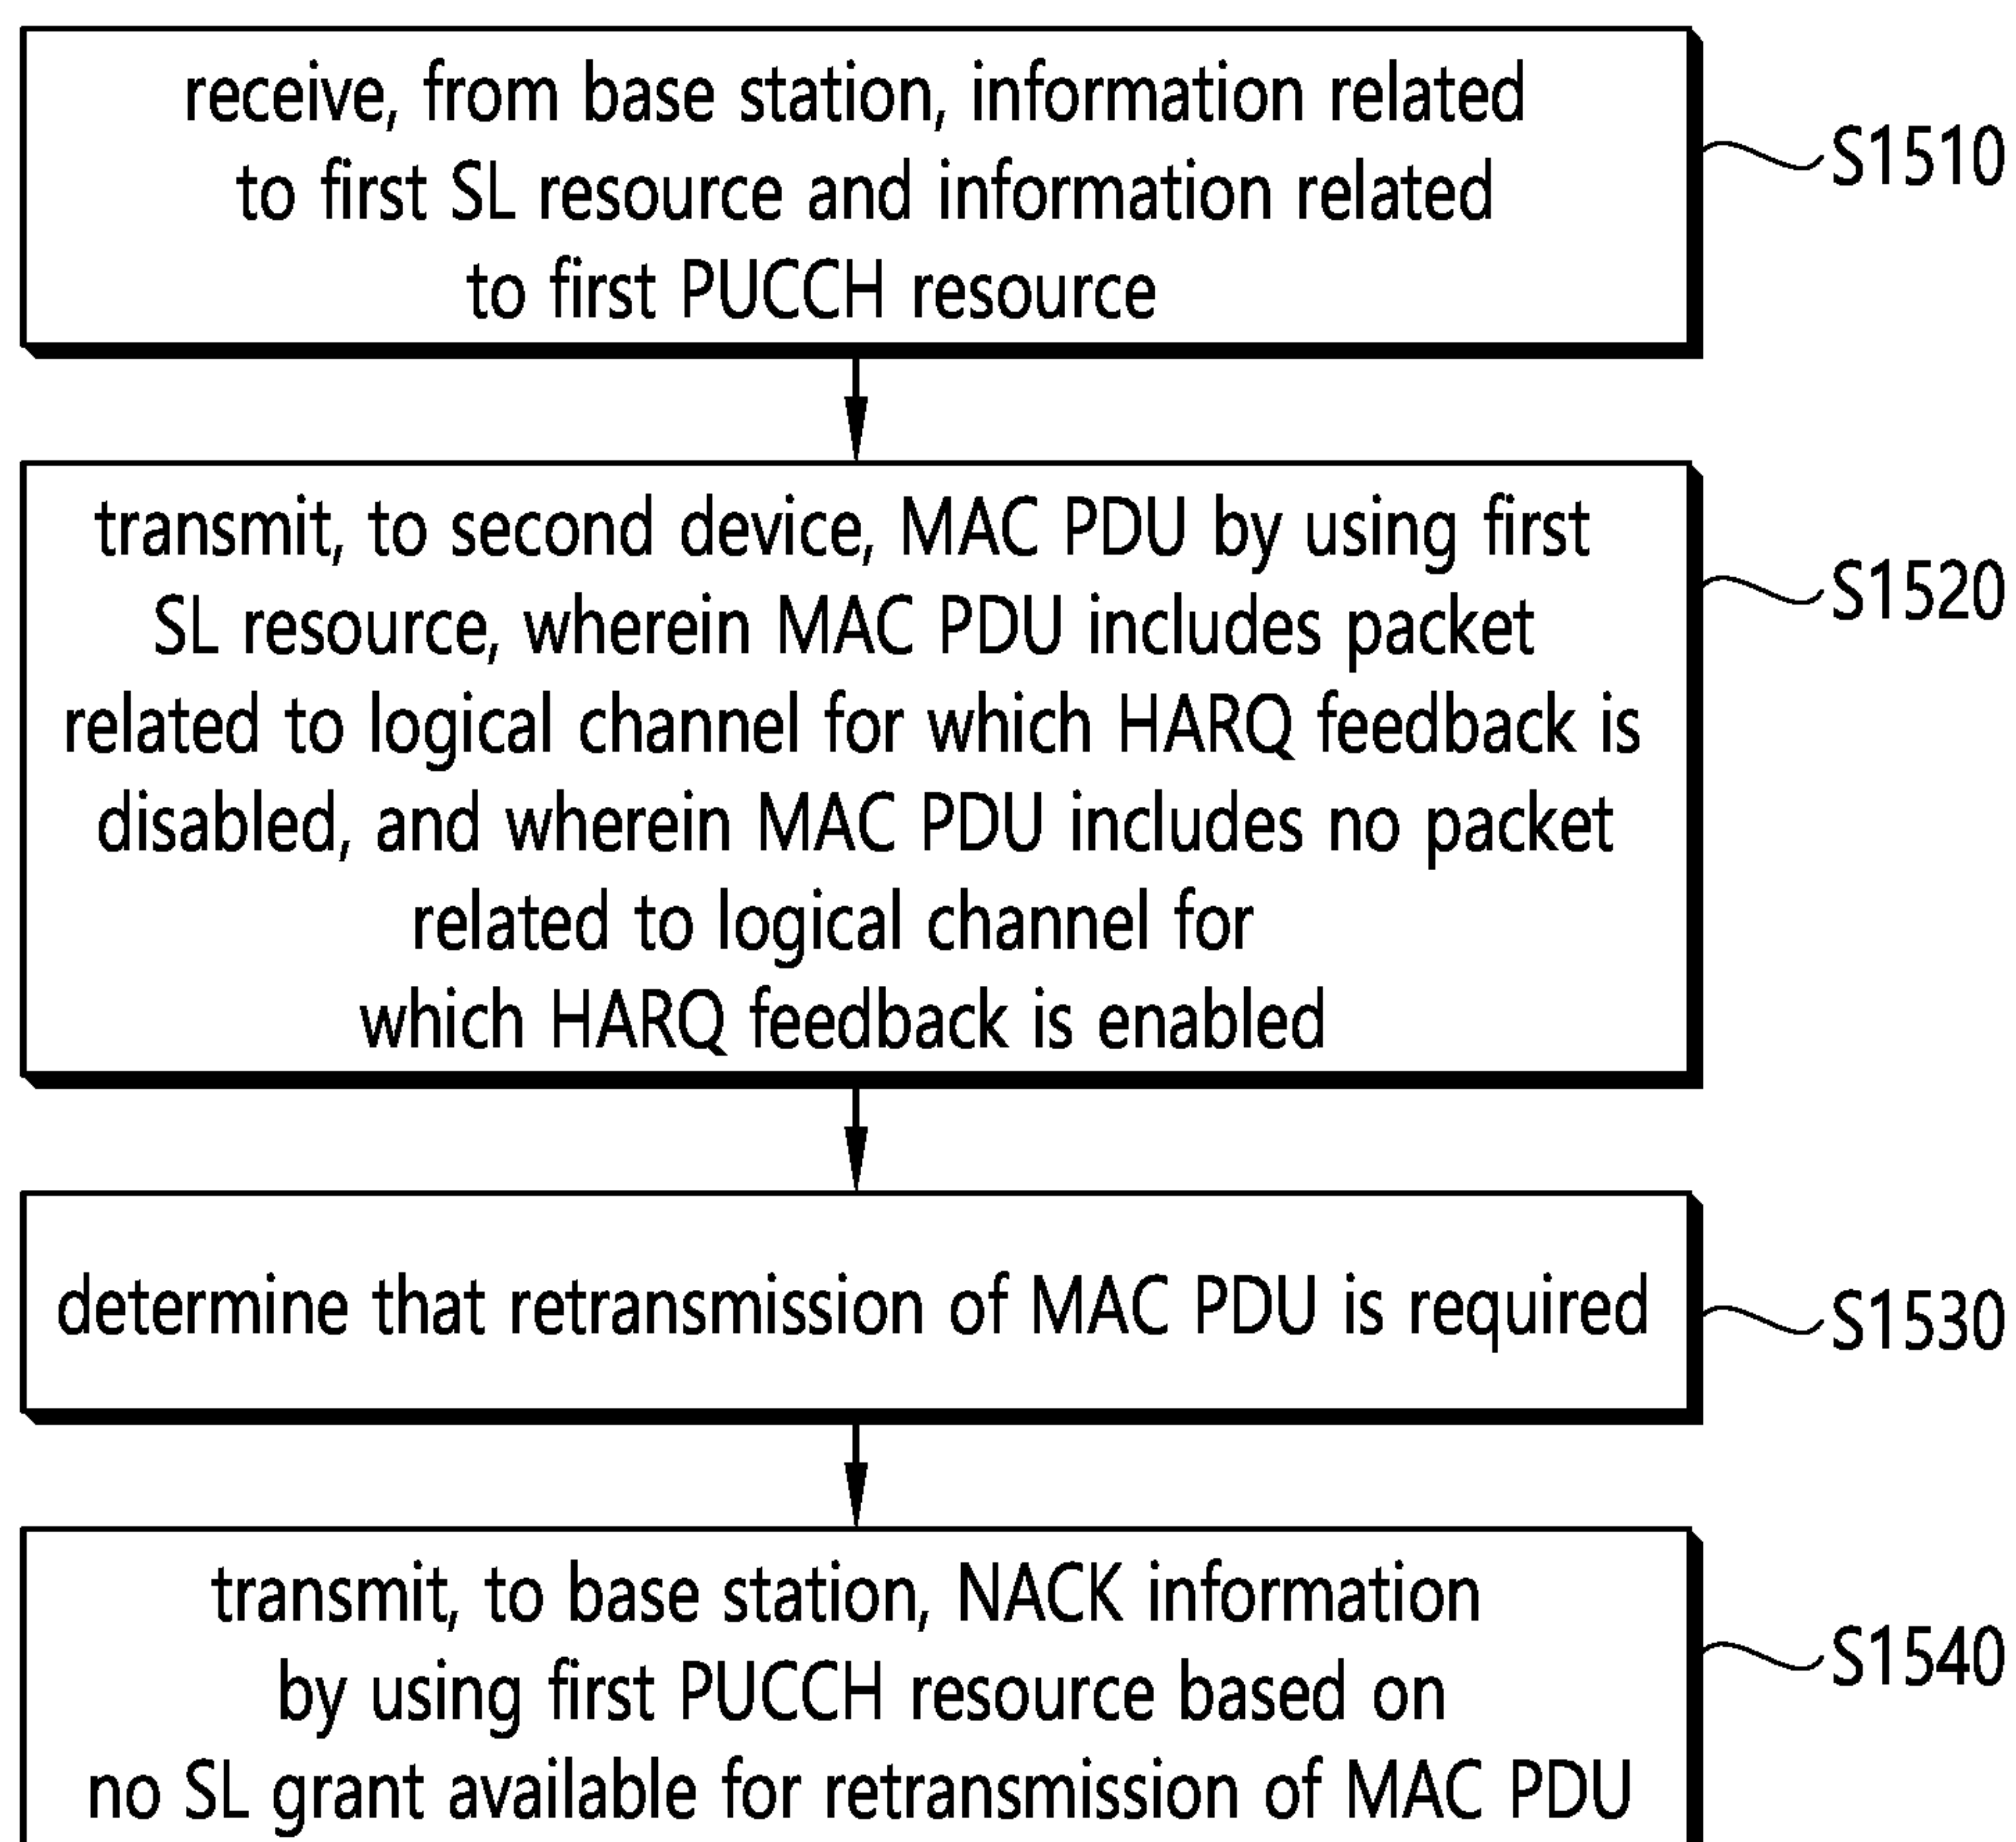 receive, from base station, information related
to first SL resource and information related
to first PUCCH resource
S1510
transmit, to second device, MAC PDU by using first
SL resource, wherein MAC PDU includes packet
related to logical channel for which HARQ feedback is
disabled, and wherein MAC PDU includes no packet
related to logical channel for
which HARQ feedback is enabled
S1520
determine that retransmission of MAC PDU is required
S1530
transmit, to base station, NACK information
by using first PUCCH resource based on
no SL grant available for retransmission of MAC PDU
S1540